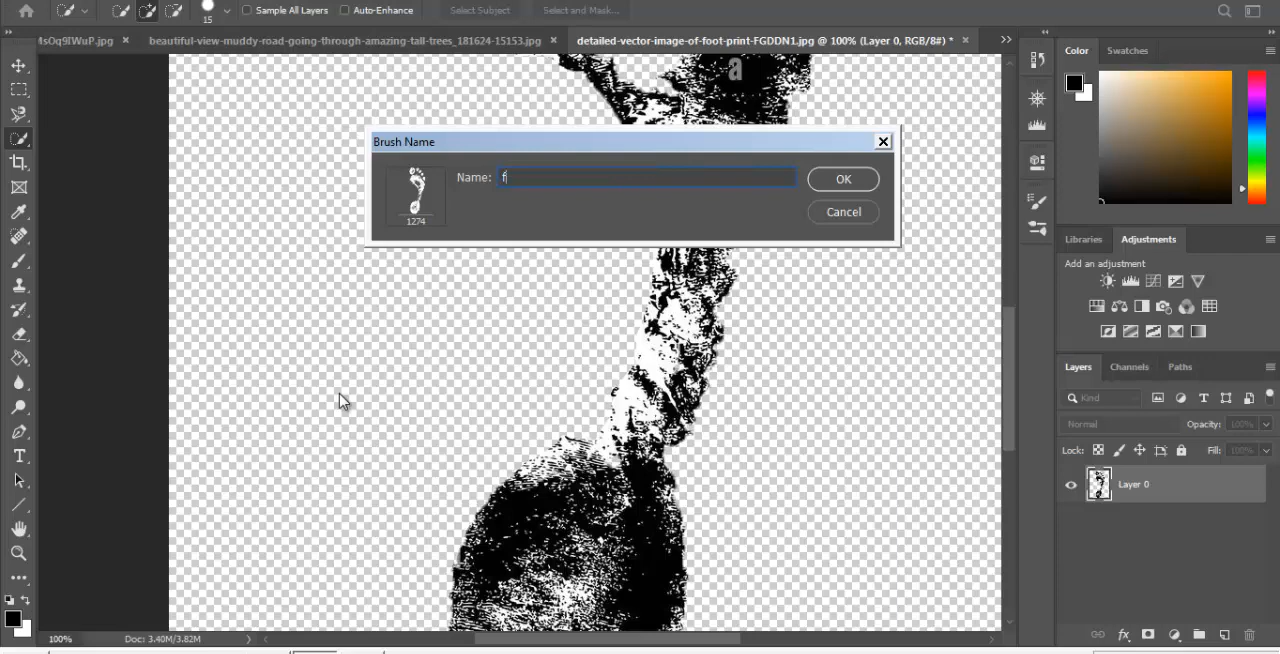 15
Sample All Layers
Auto-Enhance
Select Subject
Select and Mask...
MsOq9IWuP.jpg
beautiful-view-muddy-road-going-through-amazing-tall-trees_181624-15153.jpg
detailed-vector-image-of-foot-print-FGDDN1.jpg @ 100% (Layer 0, RGB/8#) *
a
Brush Name
Name:
f
OK
Cancel
1274
Color
Swatches
Libraries
Adjustments
Add an adjustment
Layers
Channels
Paths
Kind
Normal
Opacity:
100%
Lock:
Fill:
100%
Layer 0
100%
Doc: 3.40M/3.82M